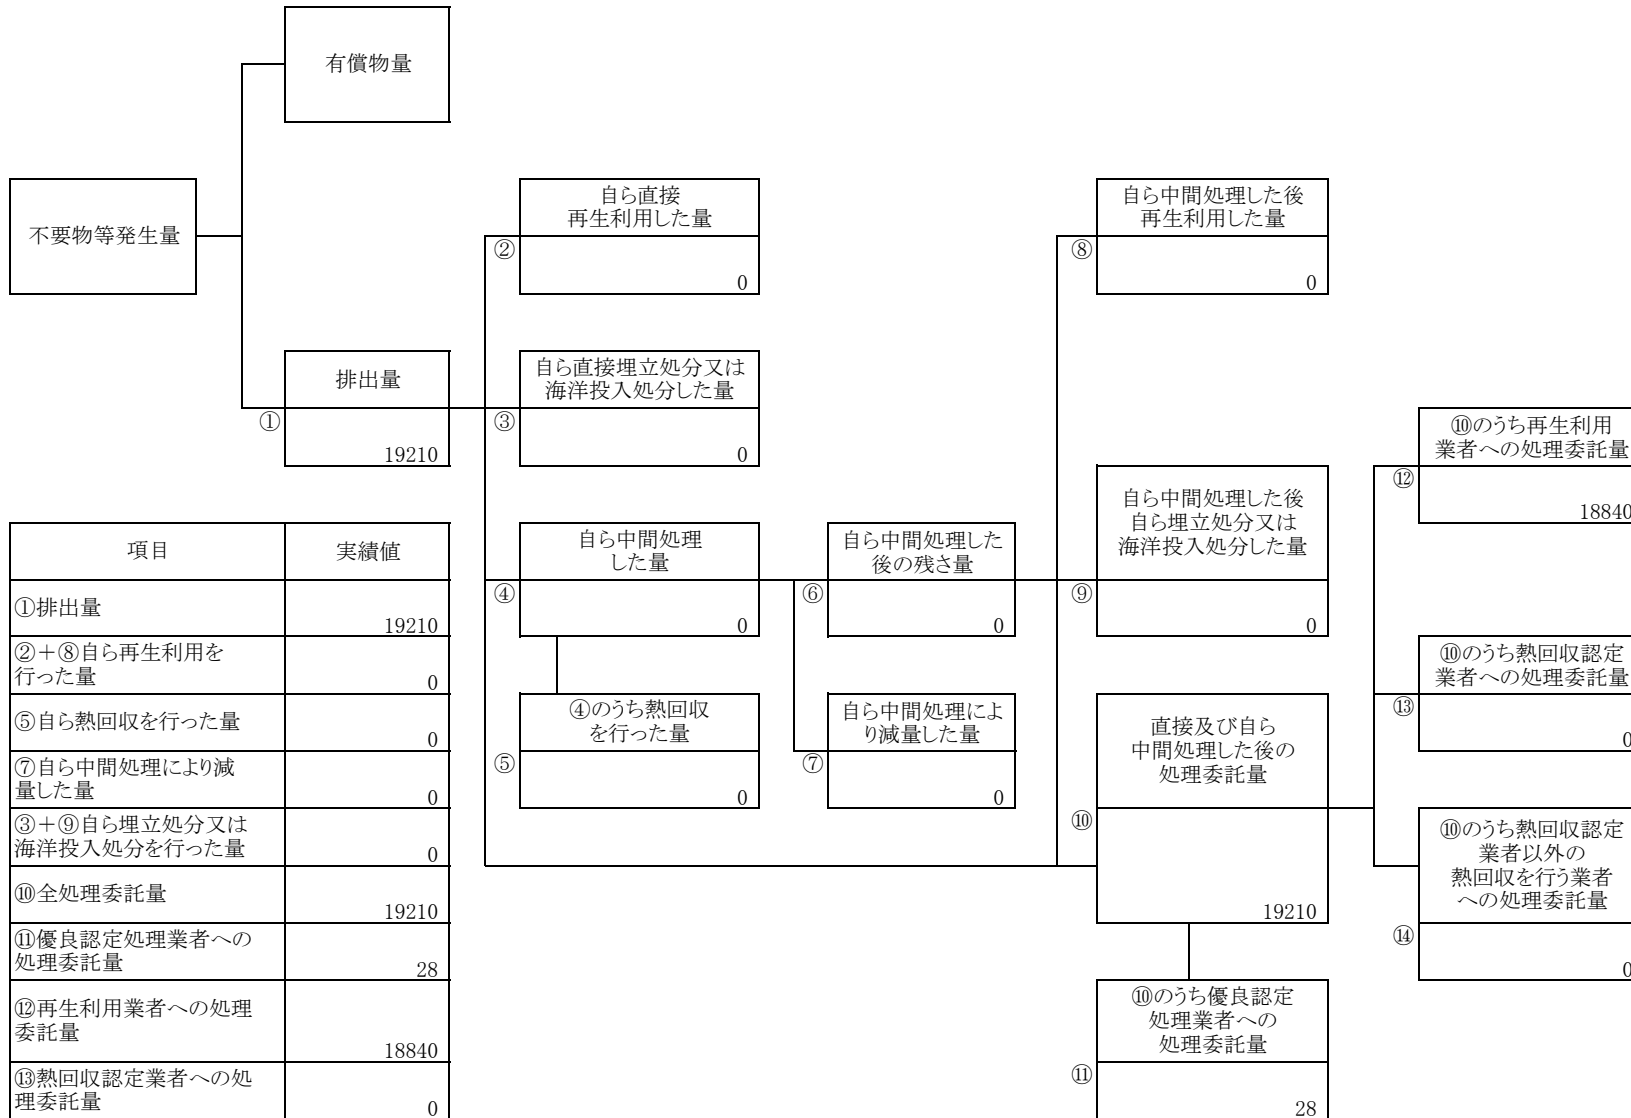 有償物量
不要物等発生量
排出量
①
19210
自ら直接
再生利用した量
②
0
自ら直接埋立処分又は
海洋投入処分した量
③
0
自ら中間処理
した量
④
0
④のうち熱回収
を行った量
⑤
0
自ら中間処理した
後の残さ量
⑥
0
自ら中間処理によ
り減量した量
⑦
0
自ら中間処理した後
再生利用した量
⑧
0
自ら中間処理した後
自ら埋立処分又は
海洋投入処分した量
⑨
0
直接及び自ら
中間処理した後の
処理委託量
⑩
19210
⑩のうち優良認定
処理業者への
処理委託量
⑪
28
⑩のうち再生利用
業者への処理委託量
⑫
18840
⑩のうち熱回収認定
業者への処理委託量
⑬
0
⑩のうち熱回収認定
業者以外の
熱回収を行う業者
への処理委託量
⑭
0
項目 実績値
①排出量
19210
②+⑧自ら再生利用を
行った量
0
⑤自ら熱回収を行った量
0
⑦自ら中間処理により減
量した量
0
③+⑨自ら埋立処分又は
海洋投入処分を行った量
0
⑩全処理委託量
19210
⑪優良認定処理業者への
処理委託量
28
⑫再生利用業者への処理
委託量
18840
⑬熱回収認定業者への処
理委託量
0